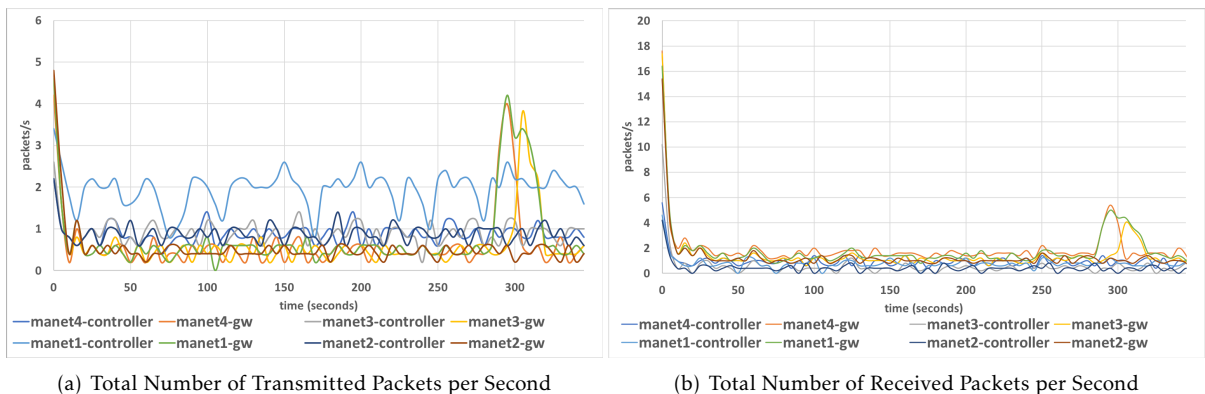 6
5
4
3
2
1
0
packets/s
0 50 100 150 200 250 300
time (seconds)
manet4-controller manet4-gw manet3-controller manet3-gw
manet1-controller manet1-gw manet2-controller manet2-gw
(a) Total Number of Transmitted Packets per Second
20
18
16
14
12
10
8
6
4
2
0
packets/s
0 50 100 150 200 250 300
time (seconds)
manet4-controller manet4-gw manet3-controller manet3-gw
manet1-controller manet1-gw manet2-controller manet2-gw
(b) Total Number of Received Packets per Second